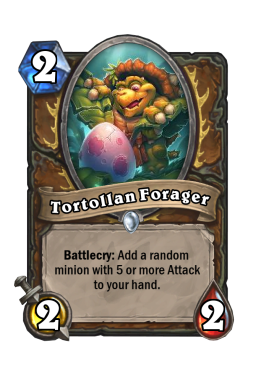 2
Tortollan Forager
Battlecry: Add a random
minion with 5 or more Attack
to your hand.
2
2